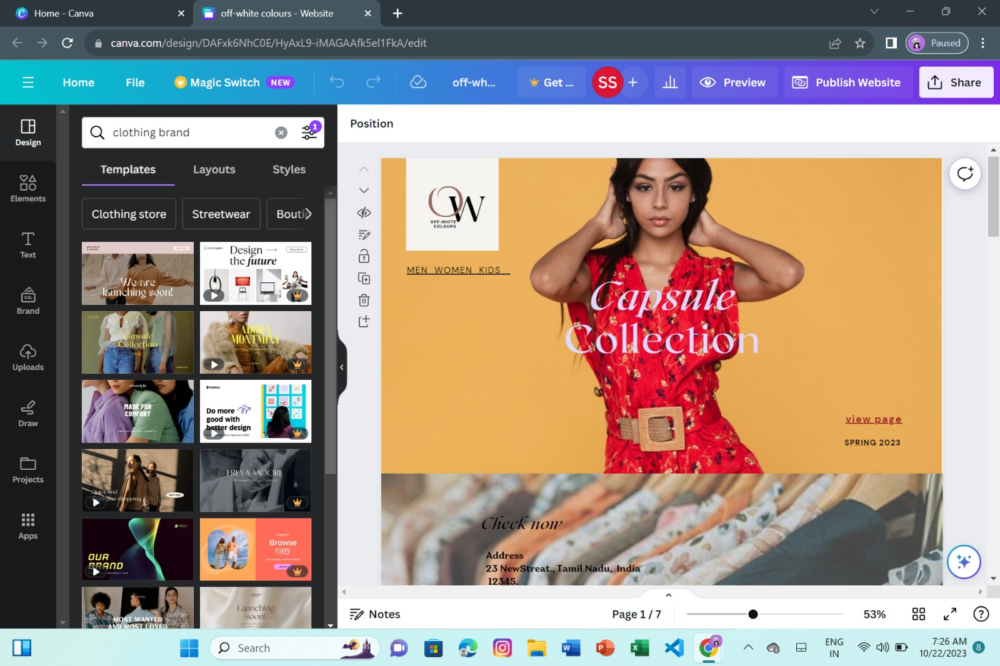 Home - Canva
off-white colours - Website
canva.com/design/DAFxk6NhC0E/HyAxL9-iMAGAAfk5el1FkA/edit
Paused
Home
File
Magic Switch NEW
off-wh...
Get ...
SS
Preview
Publish Website
Share
Design
Elements
Text
CO.
Brand
Uploads
Draw
Projects
Apps
clothing brand
1
Templates
Layouts
Styles
Clothing store
Streetwear
We are
launching soon!
Design
the future
Capsule
Collection
ADORA
MONTMINY
MADE FOR
COMFORT
Do more
good with
better design
Quick and
shopping
FREYA MOORE
OUR
BRAND
Browse
easy
MOST WANTED
AND MOST LOVED
Launching
soon!
Position
OW
OFF-WHITE
COLOURS
MEN WOMEN KIDS
Capsule
Collection
view page
SPRING 2023
Check now
Address
23 NewStreat., Tamil Nadu, India
12345.
Notes
Page 1 / 7
53%
Search
ENG
IN
7:26 AM
10/22/2023
8